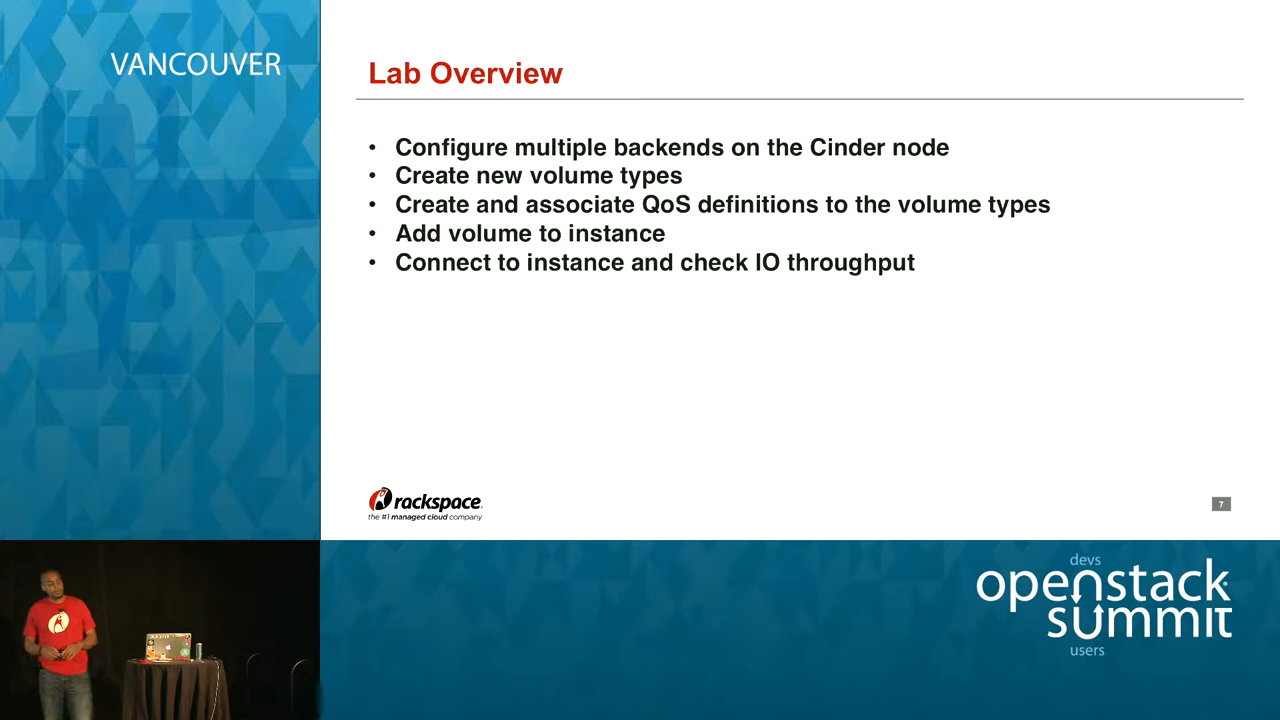 VANCOUVER
Lab Overview
• Configure multiple backends on the Cinder node
• Create new volume types
• Create and associate QoS definitions to the volume types
• Add volume to instance
• Connect to instance and check IO throughput
rackspace
the #1 managed cloud company
7
devs
openstack
summit
users